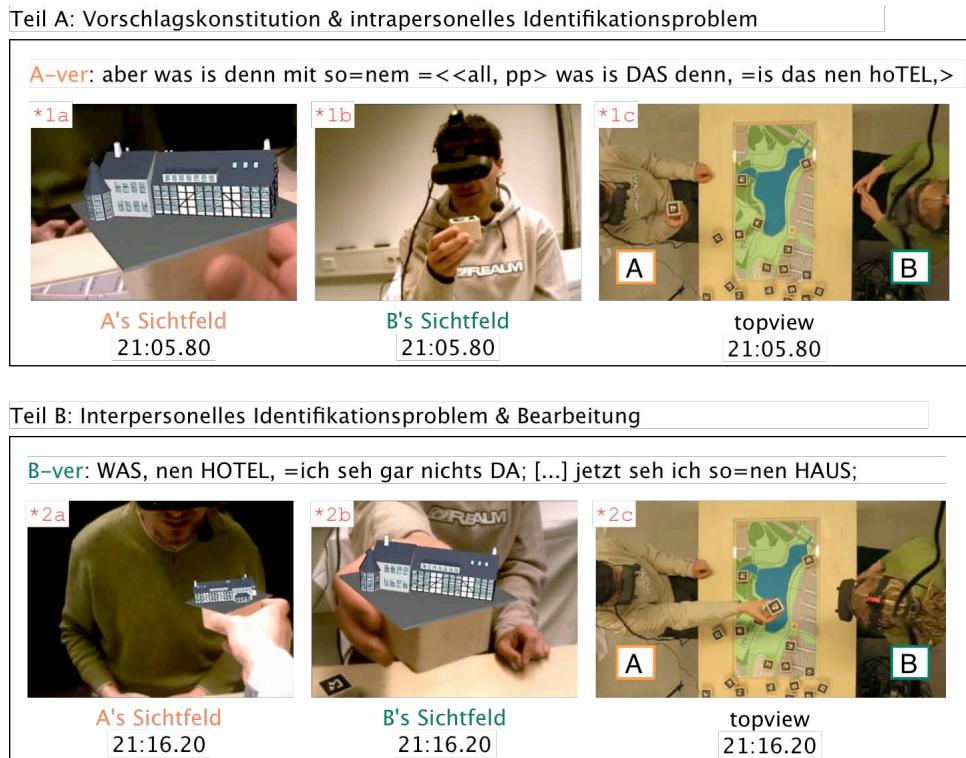 Teil A: Vorschlagskonstitution & intrapersonelles Identifikationsproblem
A-ver: aber was is denn mit so=nem =<<all, pp> was is DAS denn, =is das nen hoTEL,>
*1a *1b *1c
REALM
A B
A's Sichtfeld B's Sichtfeld topview
21:05.80 21:05.80 21:05.80
Teil B: Interpersonelles Identifikationsproblem & Bearbeitung
B-ver: WAS, nen HOTEL, =ich seh gar nichts DA; [...] jetzt seh ich so=nen HAUS;
*2a *2b *2c
REALM
A B
A's Sichtfeld B's Sichtfeld topview
21:16.20 21:16.20 21:16.20